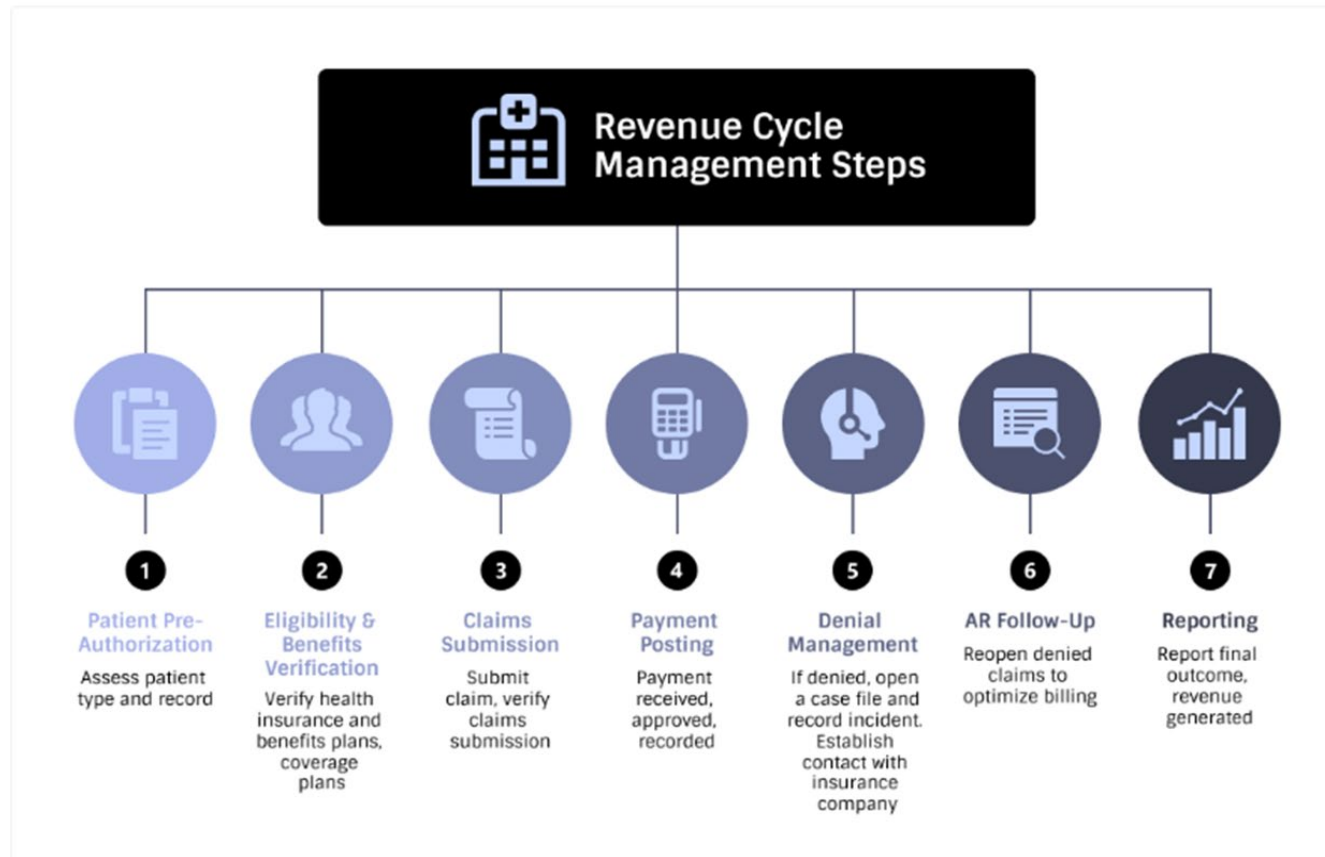 Revenue Cycle
Management Steps
1
Patient Pre-
Authorization
Assess patient
type and record
2
Eligibility &
Benefits
Verification
Verify health
insurance and
benefits plans,
coverage
plans
3
Claims
Submission
Submit
claim, verify
claims
submission
4
Payment
Posting
Payment
received,
approved,
recorded
5
Denial
Management
If denied, open
a case file and
record incident.
Establish
contact with
insurance
company
6
AR Follow-Up
Reopen denied
claims to
optimize billing
7
Reporting
Report final
outcome,
revenue
generated